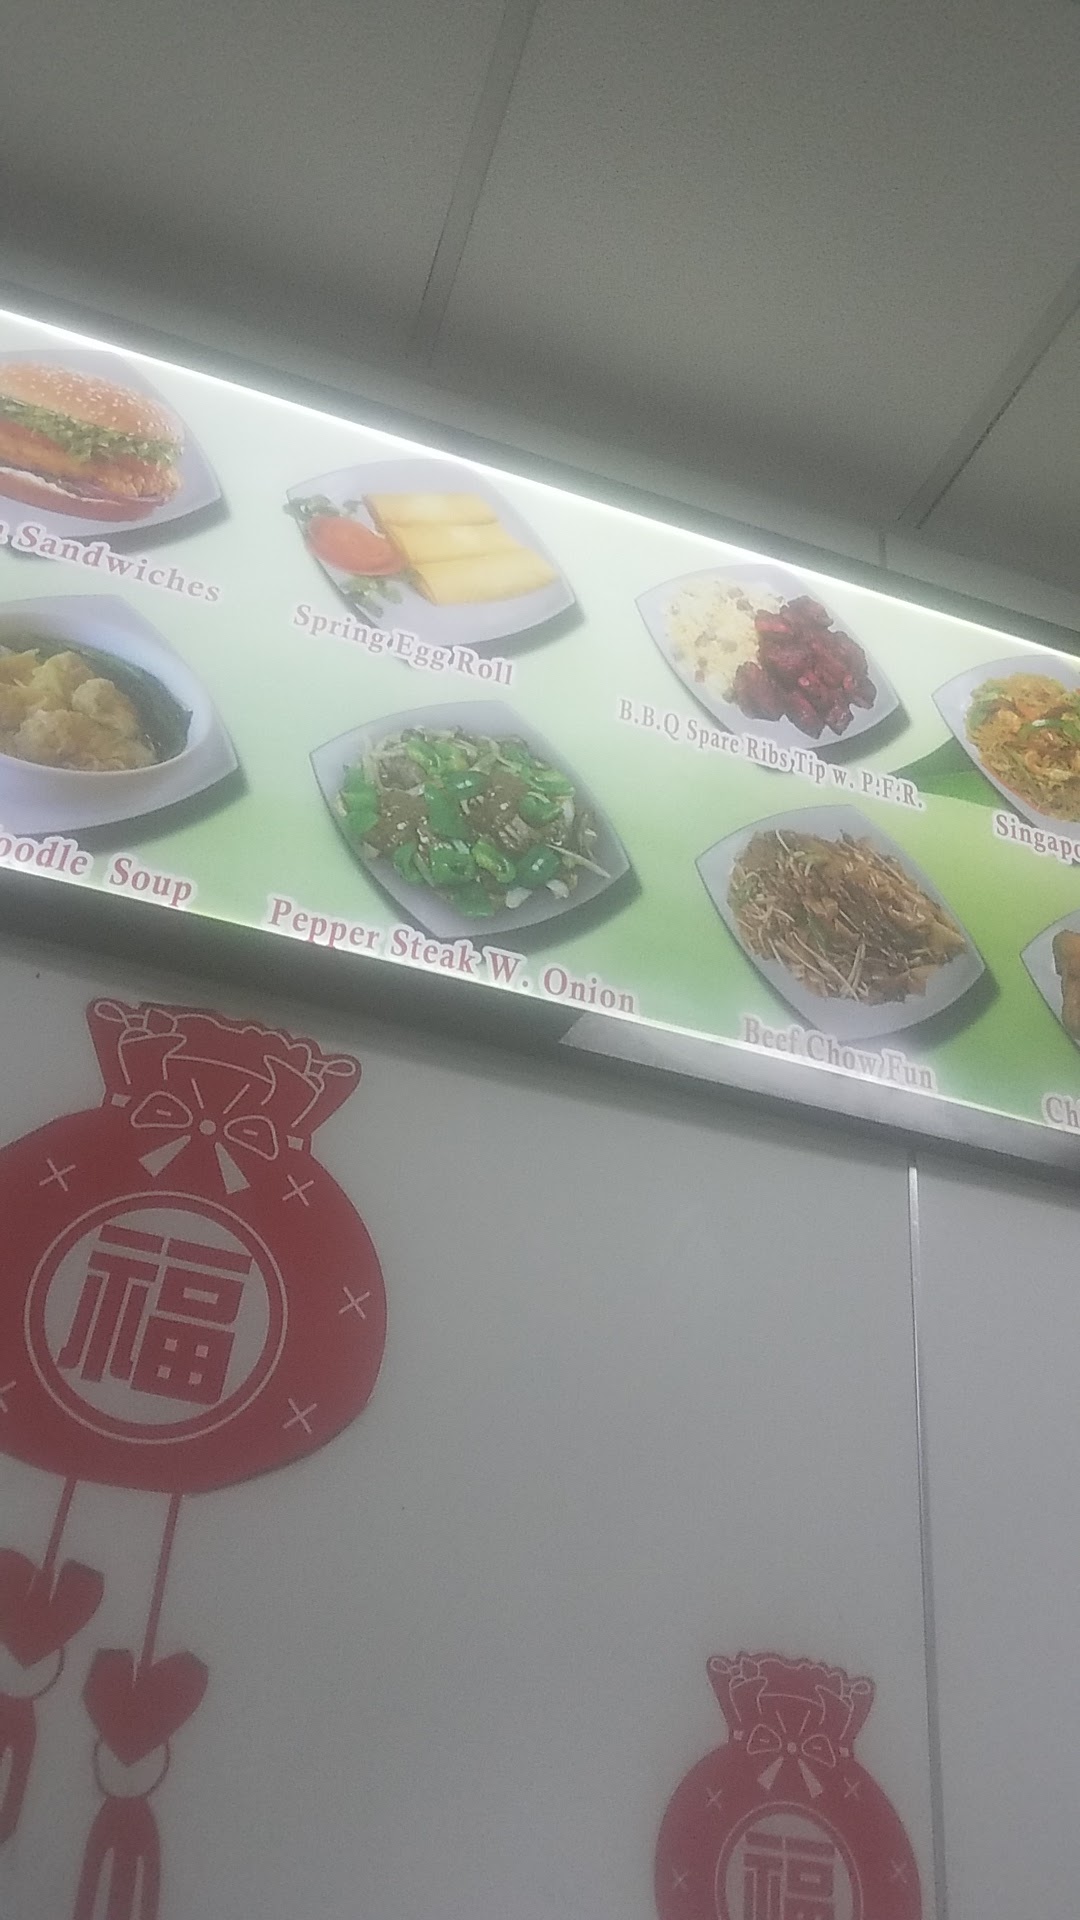 Sandwiches
Spring Egg Roll
B.B.Q Spare Ribs Tip w. P.F.R.
Soup
Pepper Steak W. Onion
Beef Chow Fun
福
福